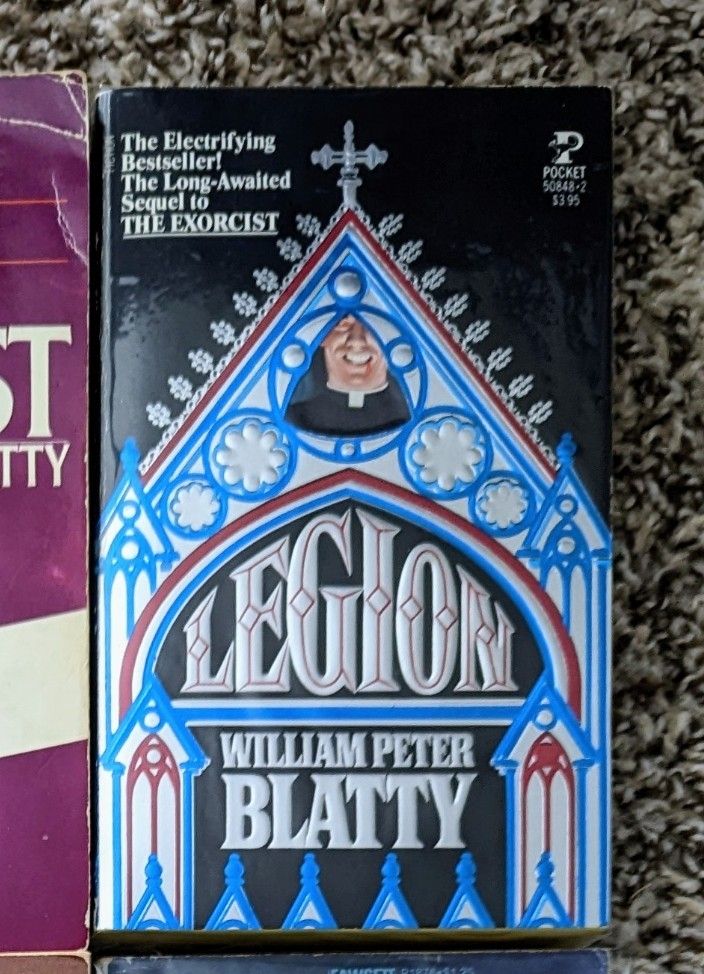 The Electrifying
Bestseller!
The Long-Awaited
Sequel to
THE EXORCIST
POCKET
50848-2
$3.95
LEGION
WILLIAM PETER
BLATTY
ST
TTY
FAWCETT